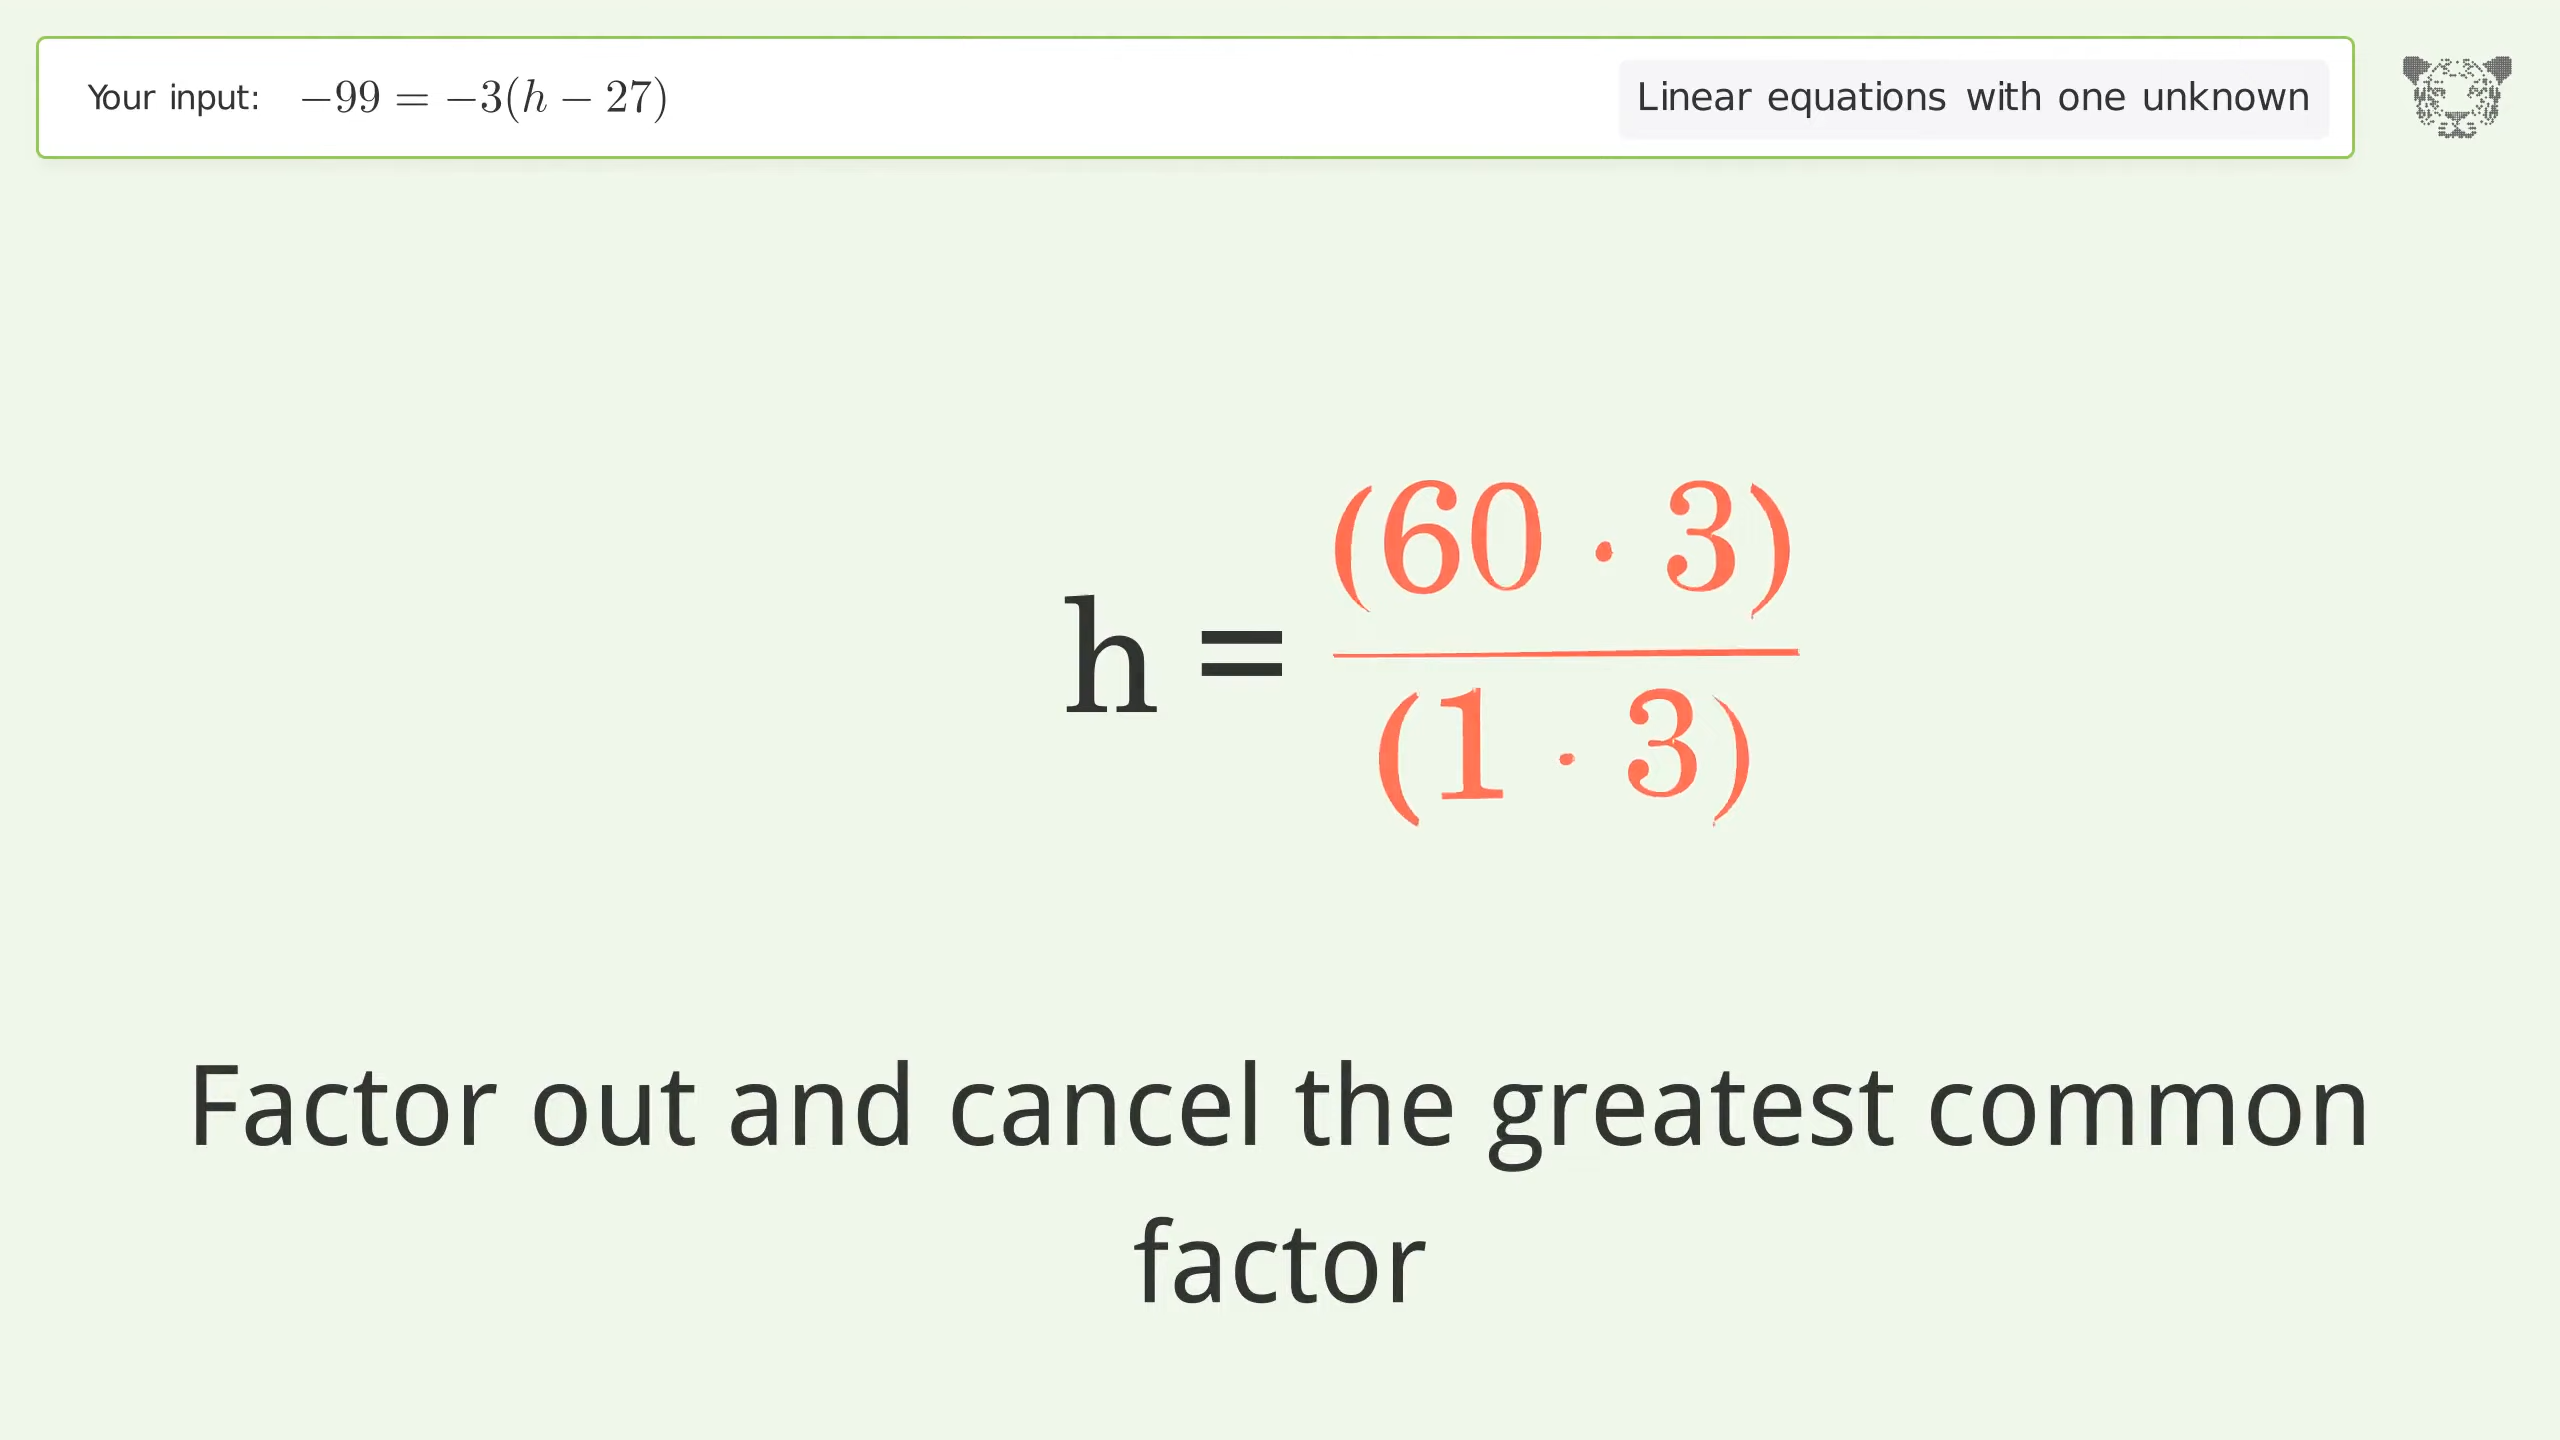 Your input: −99 = −3(h − 27)
Linear equations with one unknown
h = (60 · 3) / (1 · 3)
Factor out and cancel the greatest common
factor